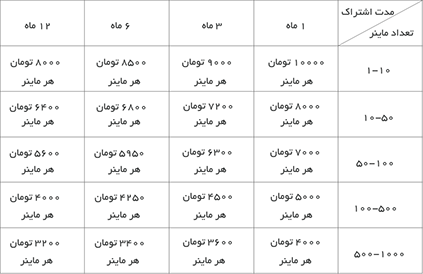 مدت اشتراک
تعداد ماینر
۱ ماه
۳ ماه
۶ ماه
۱۲ ماه
۱-۱۰
۱۰۰۰۰ تومان
هر ماینر
۹۰۰۰ تومان
هر ماینر
۸۵۰۰ تومان
هر ماینر
۸۰۰۰ تومان
هر ماینر
۱۰-۵۰
۸۰۰۰ تومان
هر ماینر
۷۲۰۰ تومان
هر ماینر
۶۸۰۰ تومان
هر ماینر
۶۴۰۰ تومان
هر ماینر
۵۰-۱۰۰
۷۰۰۰ تومان
هر ماینر
۶۳۰۰ تومان
هر ماینر
۵۹۵۰ تومان
هر ماینر
۵۶۰۰ تومان
هر ماینر
۱۰۰-۵۰۰
۵۰۰۰ تومان
هر ماینر
۴۵۰۰ تومان
هر ماینر
۴۲۵۰ تومان
هر ماینر
۴۰۰۰ تومان
هر ماینر
۵۰۰-۱۰۰۰
۴۰۰۰ تومان
هر ماینر
۳۶۰۰ تومان
هر ماینر
۳۴۰۰ تومان
هر ماینر
۳۲۰۰ تومان
هر ماینر